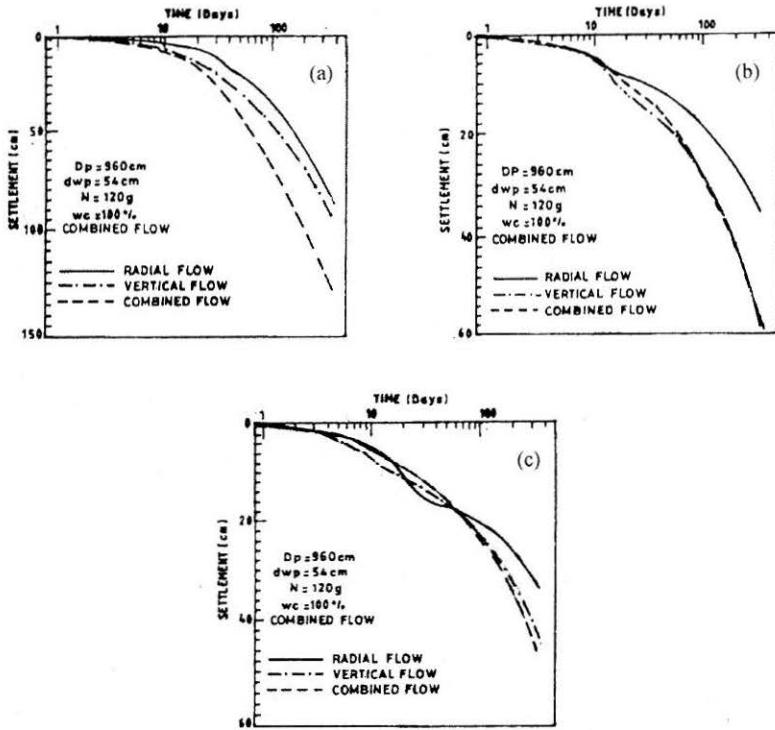 TIME (Days)
1 10 100
0
50
100
150
SETTLEMENT (cm)
(a)
Dp = 960cm
dwp = 54cm
N = 120g
wc = 100%
COMBINED FLOW
RADIAL FLOW
VERTICAL FLOW
COMBINED FLOW
TIME (Days)
1 10 100
0
20
40
60
SETTLEMENT (cm)
(b)
DP = 960cm
dwp = 54cm
N = 120g
wc = 100%
COMBINED FLOW
RADIAL FLOW
VERTICAL FLOW
COMBINED FLOW
TIME (Days)
1 10 100
0
20
40
60
SETTLEMENT (cm)
(c)
Dp = 960cm
dwp = 54cm
N = 120g
wc = 100%
COMBINED FLOW
RADIAL FLOW
VERTICAL FLOW
COMBINED FLOW